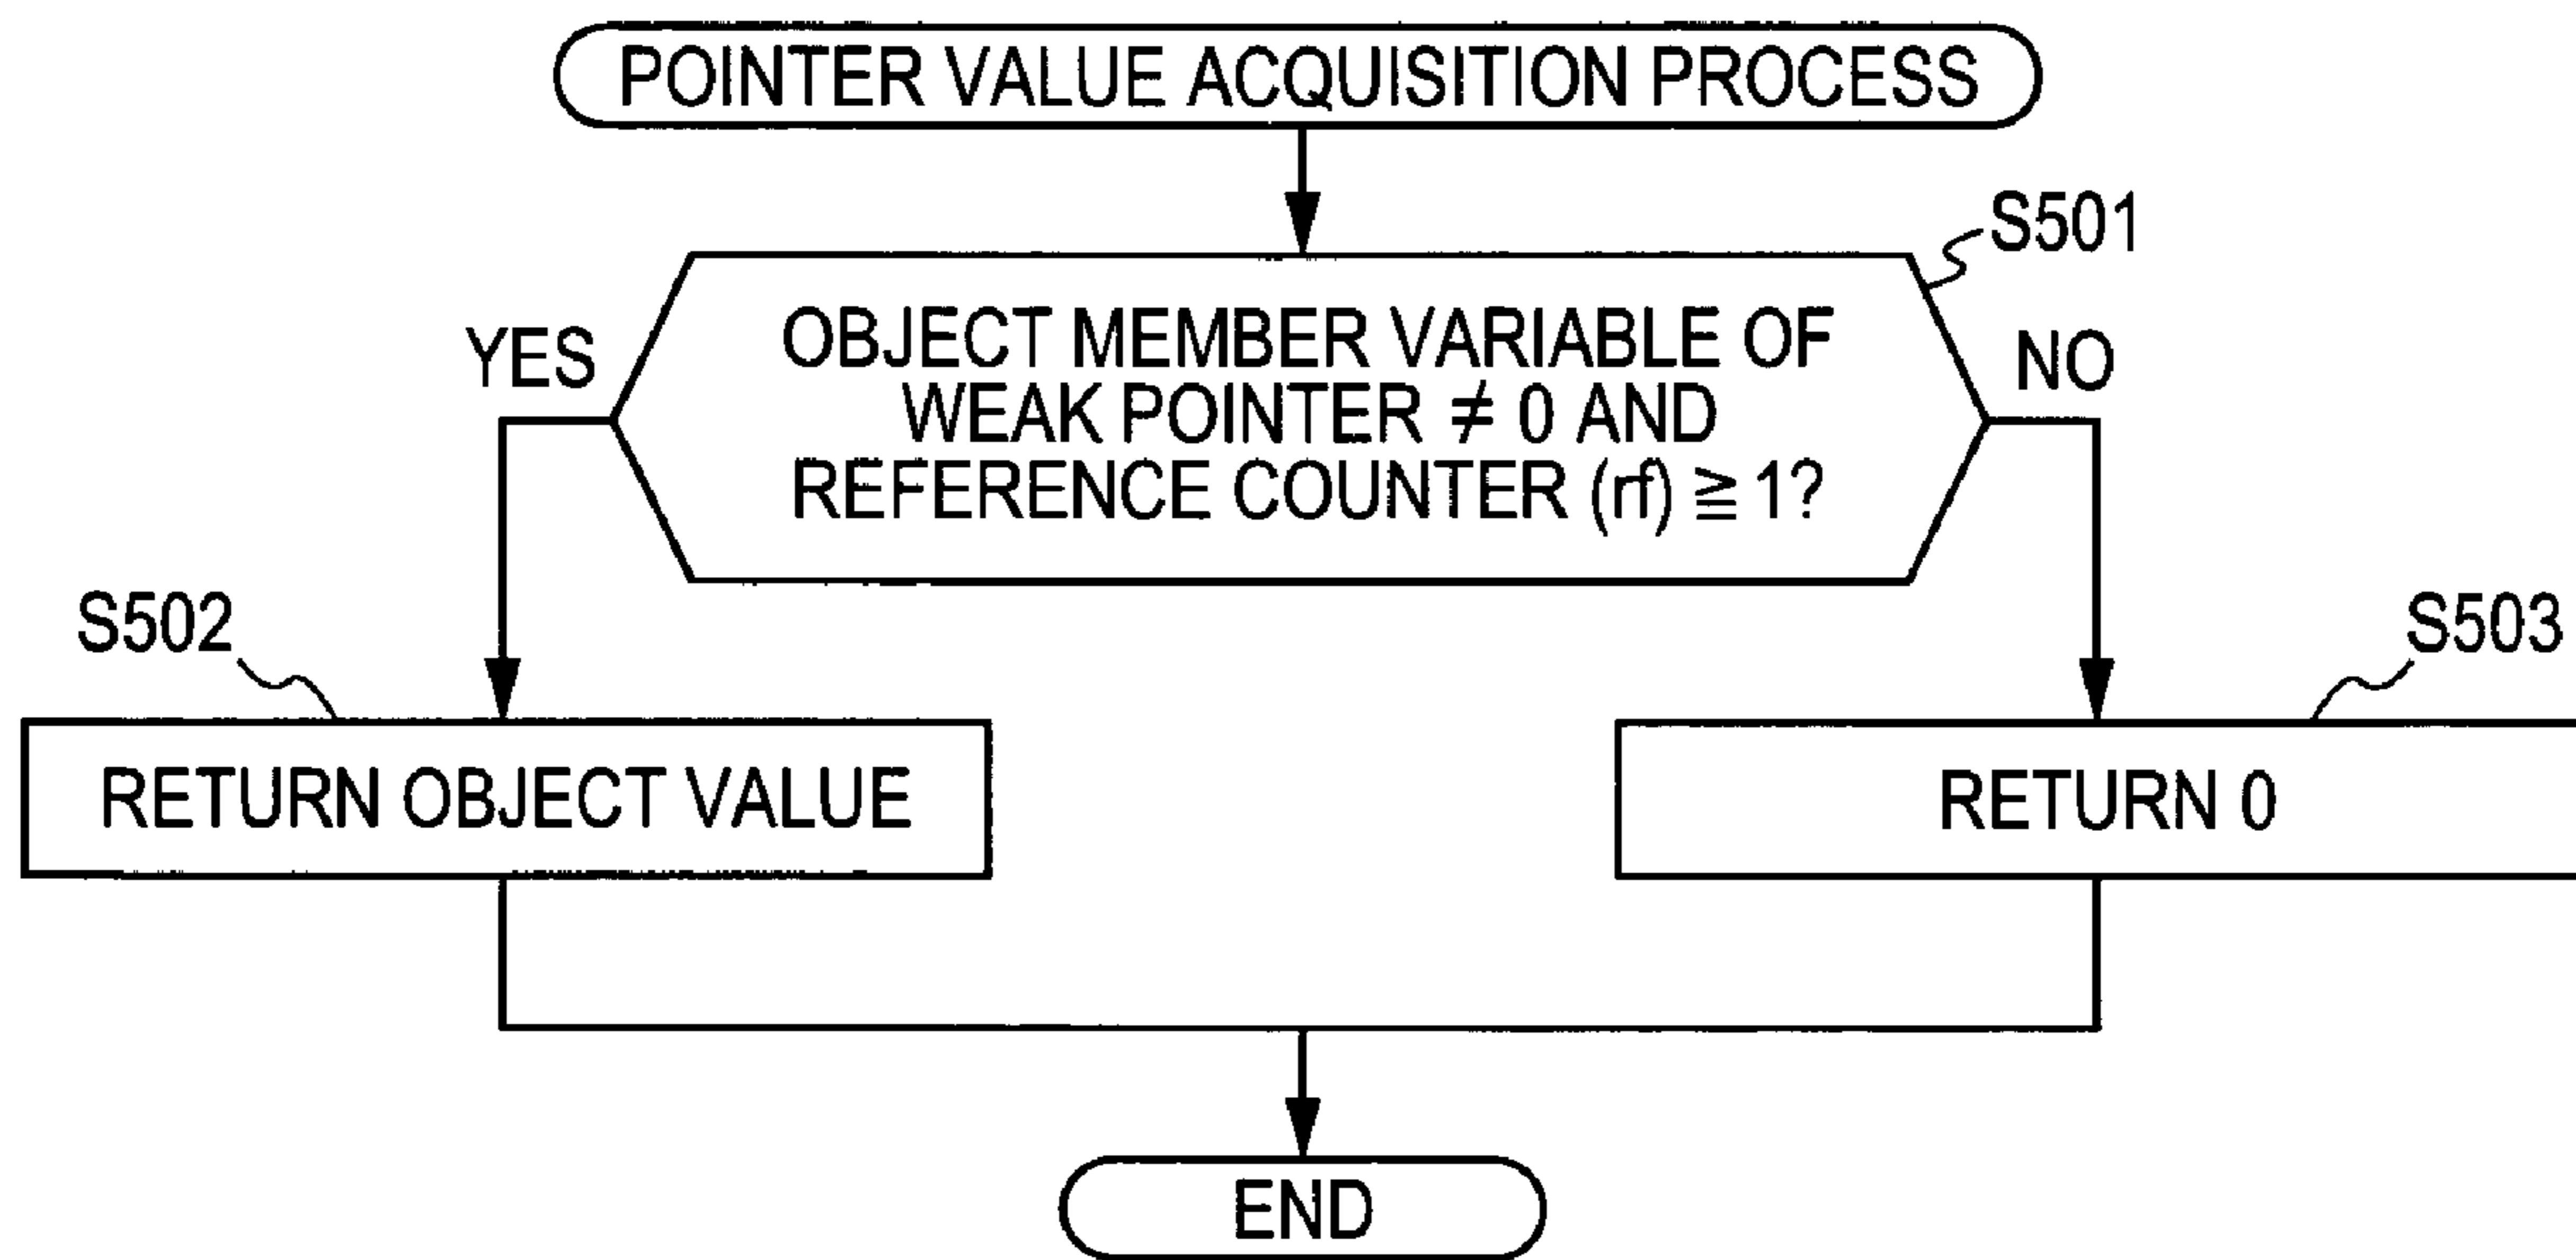 POINTER VALUE ACQUISITION PROCESS
S501
OBJECT MEMBER VARIABLE OF
WEAK POINTER ≠ 0 AND
REFERENCE COUNTER (rf) ≧ 1?
YES
NO
S502
S503
RETURN OBJECT VALUE
RETURN 0
END